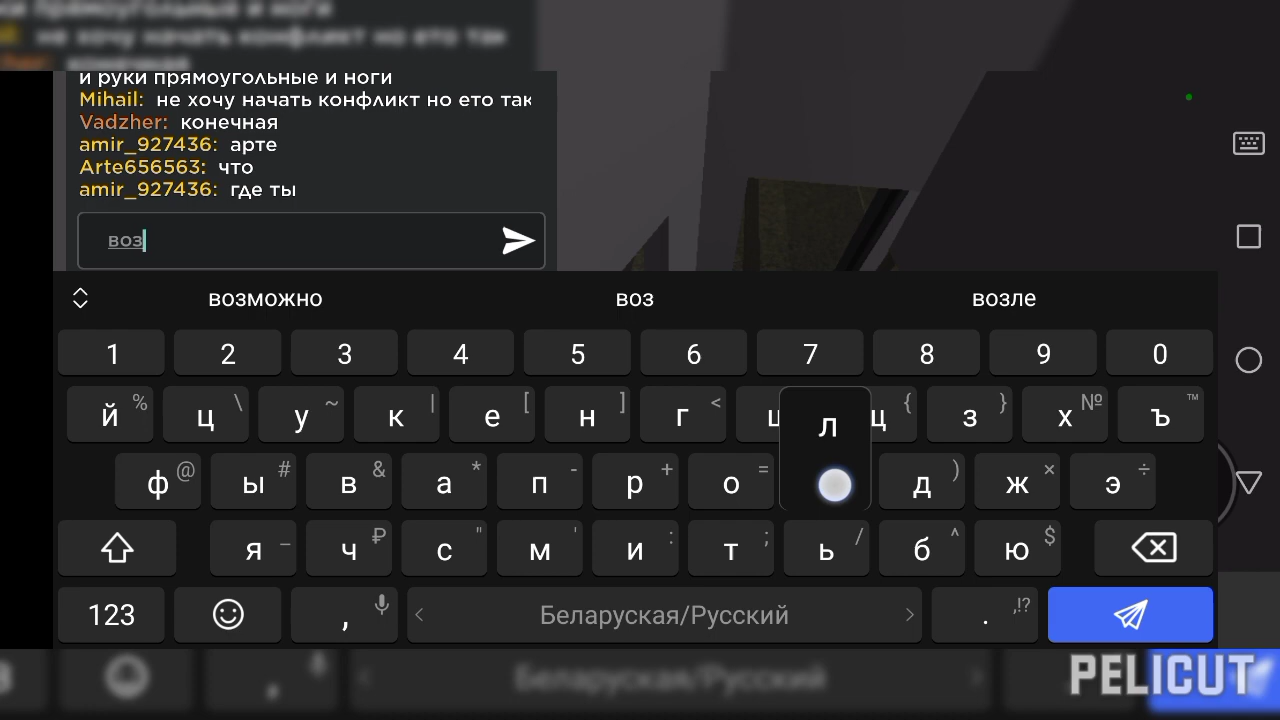 и руки прямоугольные и ноги
Mihail: не хочу начать конфликт но ето так
Vadzher: конечная
amir_927436: арте
Arte656563: что
amir_927436: где ты
воз
возможно воз возле
1 2 3 4 5 6 7 8 9 0
й % ц \ у ~ к | е [ н ] г < щ { з } х № ъ ™
ф @ ы # в & а * п - р + о = л д ) ж × э ÷
я _ ч ₽ с " м ' и : т ; ь / б ^ ю $
123 , < Беларуская/Русский > . ,!?
PELICUT